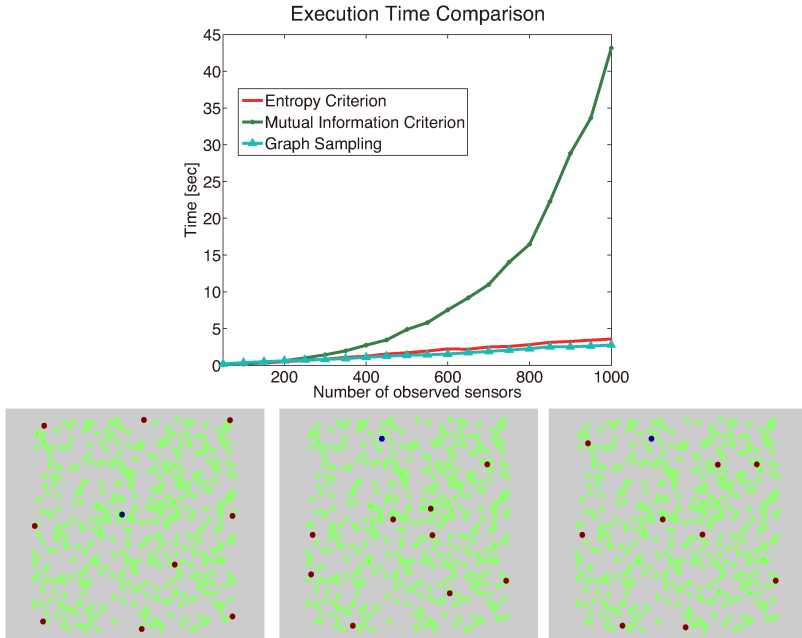 Execution Time Comparison
45
40
35
30
25
20
15
10
5
0
Time [sec]
Entropy Criterion
Mutual Information Criterion
Graph Sampling
200 400 600 800 1000
Number of observed sensors